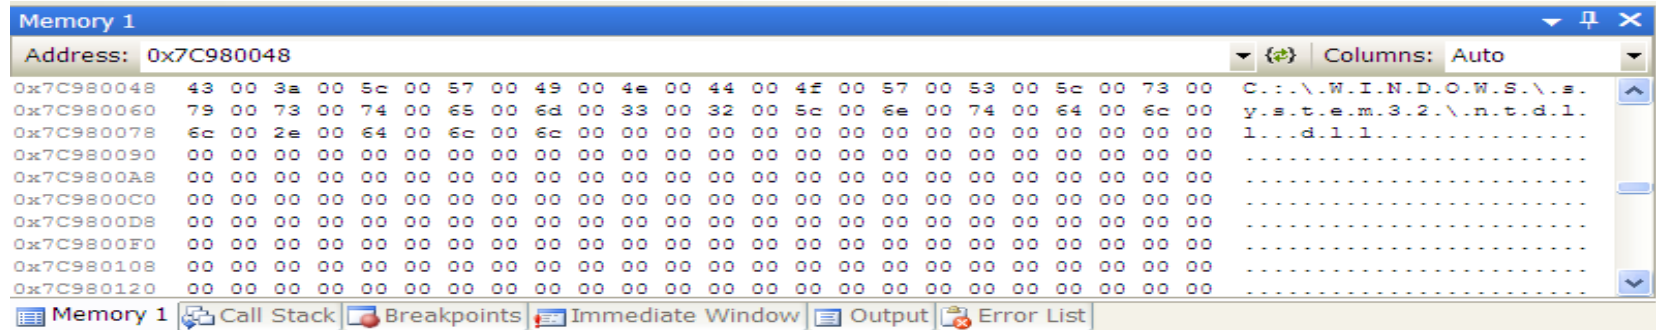 Memory 1
Address: 0x7C980048 Columns: Auto
0x7C980048 43 00 3a 00 5c 00 57 00 49 00 4e 00 44 00 4f 00 57 00 53 00 5c 00 73 00 C.:.\.W.I.N.D.O.W.S.\.s.
0x7C980060 79 00 73 00 74 00 65 00 6d 00 33 00 32 00 5c 00 6e 00 74 00 64 00 6c 00 y.s.t.e.m.3.2.\.n.t.d.l.
0x7C980078 6c 00 2e 00 64 00 6c 00 6c 00 00 00 00 00 00 00 00 00 00 00 00 00 00 00 l...d.l.l...............
0x7C980090 00 00 00 00 00 00 00 00 00 00 00 00 00 00 00 00 00 00 00 00 00 00 00 00 ........................
0x7C9800A8 00 00 00 00 00 00 00 00 00 00 00 00 00 00 00 00 00 00 00 00 00 00 00 00 ........................
0x7C9800C0 00 00 00 00 00 00 00 00 00 00 00 00 00 00 00 00 00 00 00 00 00 00 00 00 ........................
0x7C9800D8 00 00 00 00 00 00 00 00 00 00 00 00 00 00 00 00 00 00 00 00 00 00 00 00 ........................
0x7C9800F0 00 00 00 00 00 00 00 00 00 00 00 00 00 00 00 00 00 00 00 00 00 00 00 00 ........................
0x7C980108 00 00 00 00 00 00 00 00 00 00 00 00 00 00 00 00 00 00 00 00 00 00 00 00 ........................
0x7C980120 00 00 00 00 00 00 00 00 00 00 00 00 00 00 00 00 00 00 00 00 00 00 00 00 ........................
Memory 1 Call Stack Breakpoints Immediate Window Output Error List